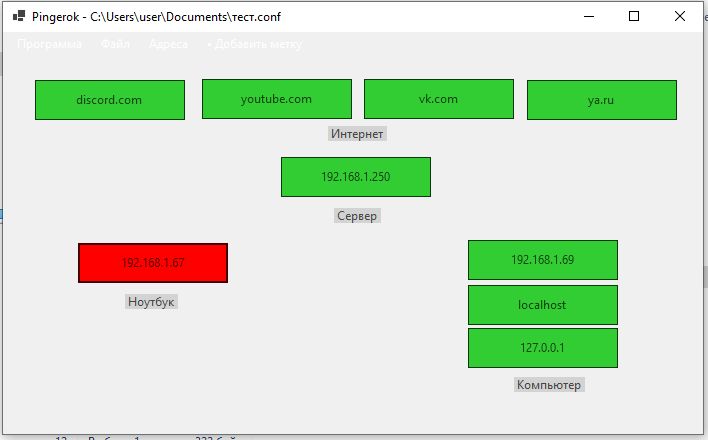 Pingerok - C:\Users\user\Documents\тест.conf
Программа Файл Адреса • Добавить метку
discord.com youtube.com vk.com ya.ru
Интернет
192.168.1.250
Сервер
192.168.1.67
Ноутбук
192.168.1.69
localhost
127.0.0.1
Компьютер